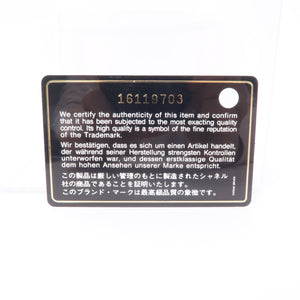 16119703
We certify the authenticity of this item and confirm
that it has been subjected to the most exacting quality
control. Its high quality is a symbol of the fine reputation
of the Trademark.
Wir bestätigen, dass es sich um einen Artikel handelt,
der während seiner Herstellung strengsten Kontrollen
unterworfen war, und dessen erstklassige Qualität
dem hohen Ansehen unserer Marke entspricht.
この製品は厳しい管理のもとに製造されたシャネル
社の商品であることを証明いたします。
このブランド・マークは最高級品質の象徴です。